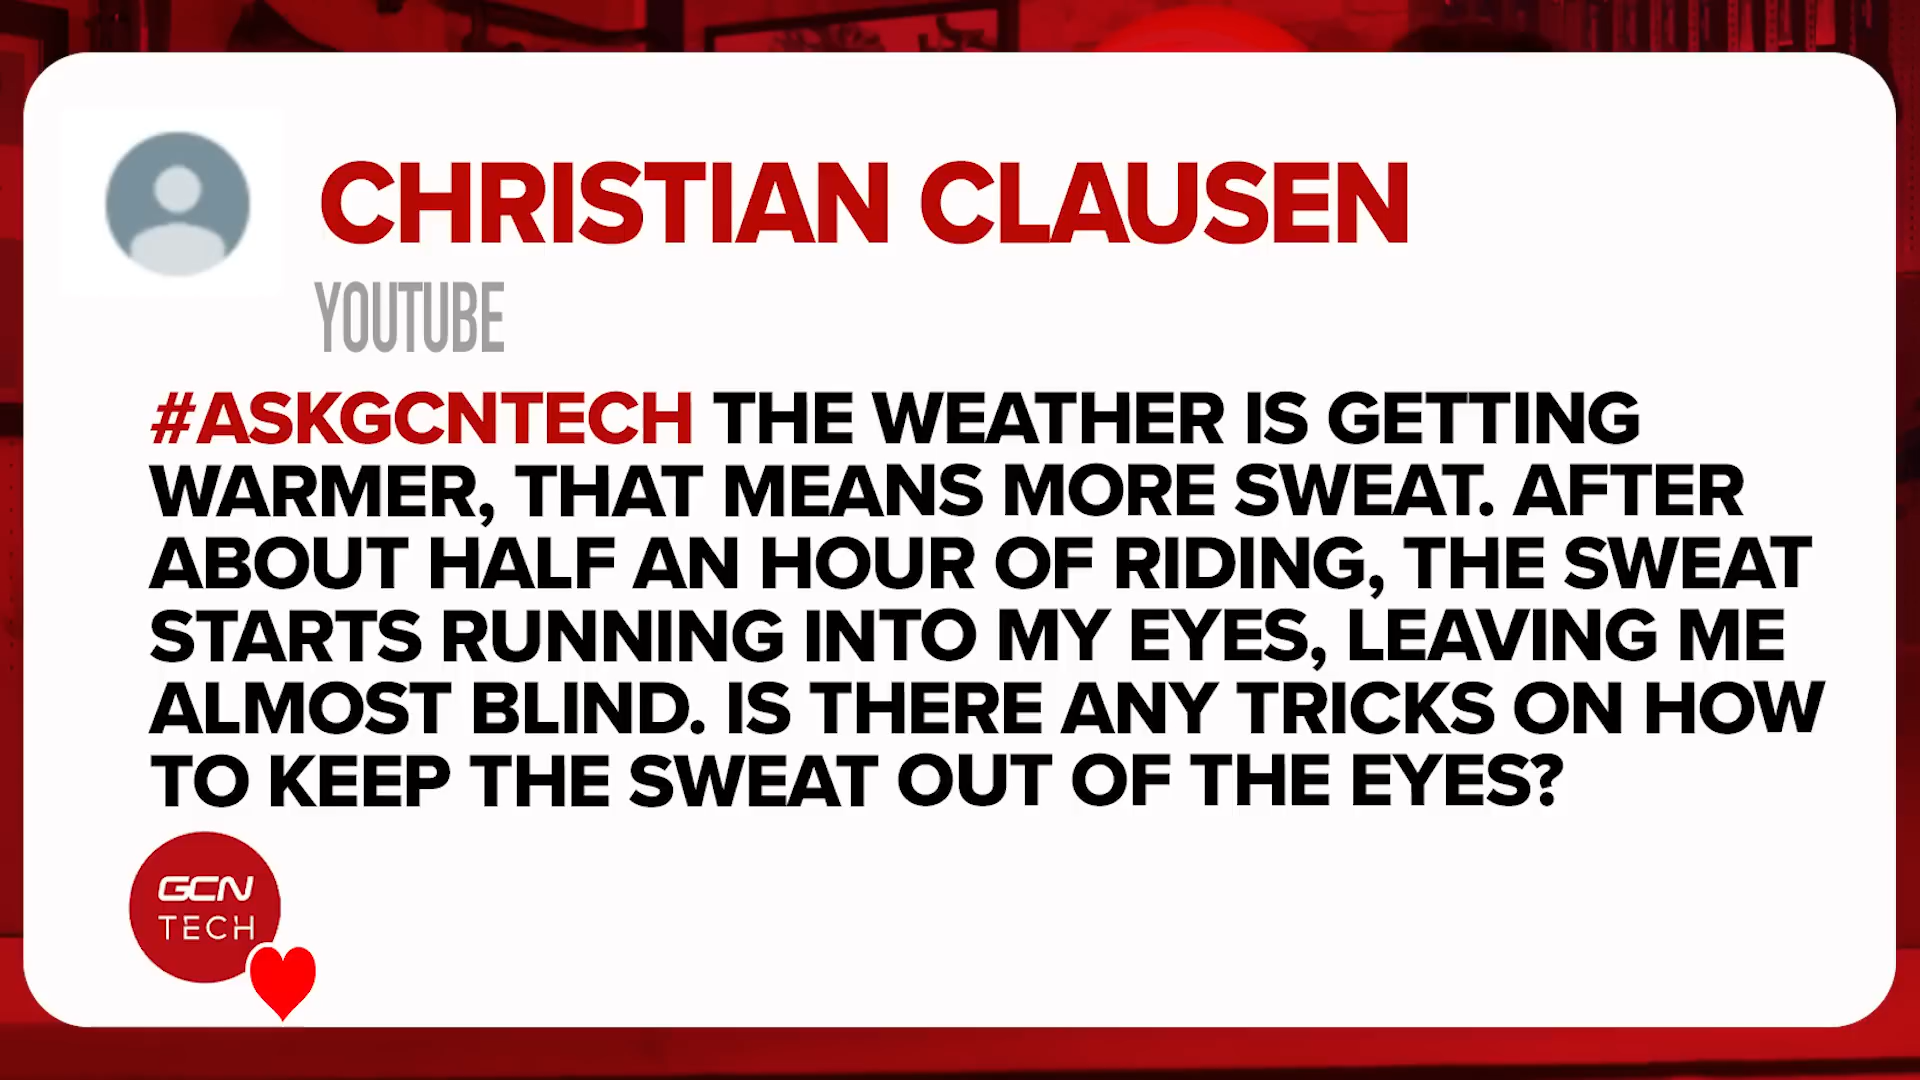 CHRISTIAN CLAUSEN
YOUTUBE
#ASKGCNTECH THE WEATHER IS GETTING
WARMER, THAT MEANS MORE SWEAT. AFTER
ABOUT HALF AN HOUR OF RIDING, THE SWEAT
STARTS RUNNING INTO MY EYES, LEAVING ME
ALMOST BLIND. IS THERE ANY TRICKS ON HOW
TO KEEP THE SWEAT OUT OF THE EYES?
GCN
TECH